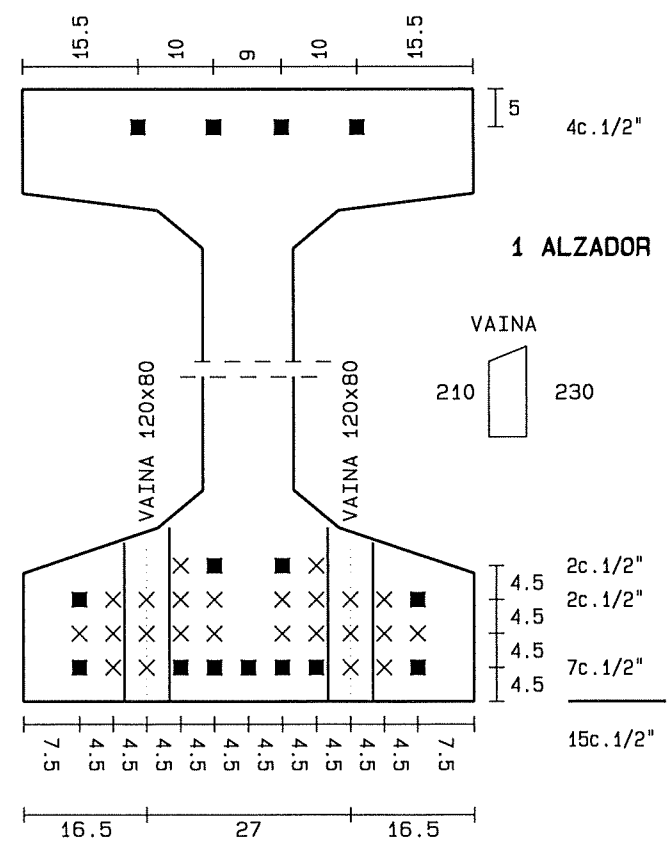 15.5 10 9 10 15.5
5
4c.1/2"
1 ALZADOR
VAINA
210 230
VAINA 120x80 VAINA 120x80
2c.1/2"
4.5
2c.1/2"
4.5
4.5
7c.1/2"
4.5
15c.1/2"
7.5 4.5 4.5 4.5 4.5 4.5 4.5 4.5 4.5 4.5 4.5 7.5
16.5 27 16.5